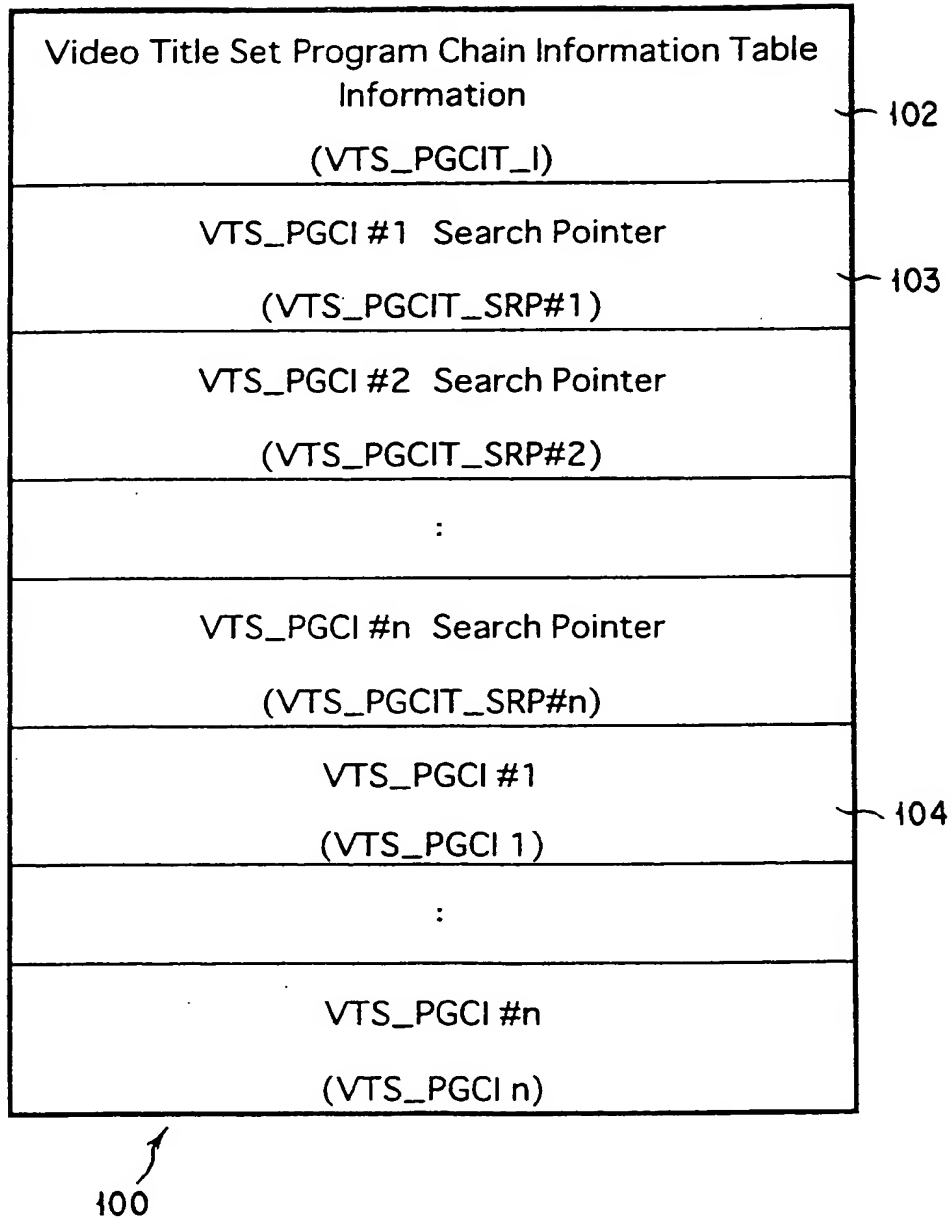 Video Title Set Program Chain Information Table
Information
(VTS_PGCIT_I)
102
VTS_PGCI #1 Search Pointer
(VTS_PGCIT_SRP#1)
103
VTS_PGCI #2 Search Pointer
(VTS_PGCIT_SRP#2)
:
VTS_PGCI #n Search Pointer
(VTS_PGCIT_SRP#n)
VTS_PGCI #1
(VTS_PGCI 1)
104
:
VTS_PGCI #n
(VTS_PGCI n)
100